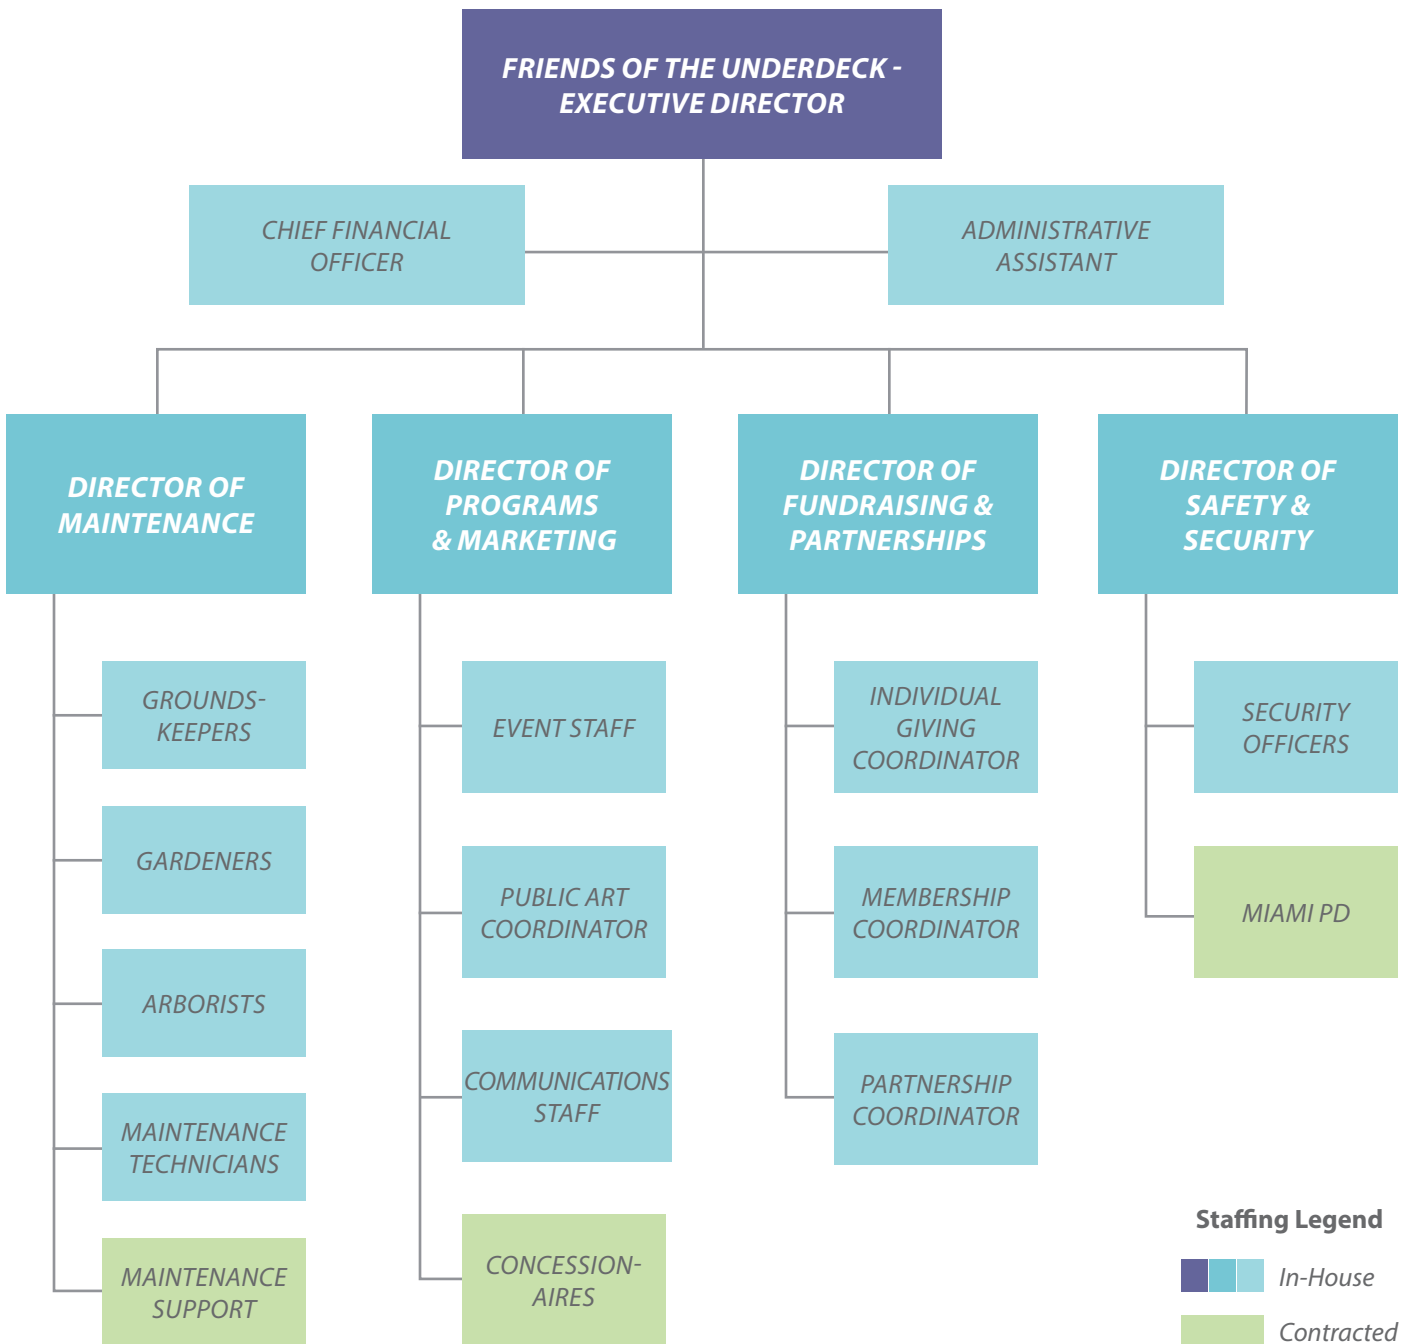 FRIENDS OF THE UNDERDECK -
EXECUTIVE DIRECTOR
CHIEF FINANCIAL
OFFICER
ADMINISTRATIVE
ASSISTANT
DIRECTOR OF
MAINTENANCE
DIRECTOR OF
PROGRAMS
& MARKETING
DIRECTOR OF
FUNDRAISING &
PARTNERSHIPS
DIRECTOR OF
SAFETY &
SECURITY
GROUNDS-
KEEPERS
GARDENERS
ARBORISTS
MAINTENANCE
TECHNICIANS
MAINTENANCE
SUPPORT
EVENT STAFF
PUBLIC ART
COORDINATOR
COMMUNICATIONS
STAFF
CONCESSION-
AIRES
INDIVIDUAL
GIVING
COORDINATOR
MEMBERSHIP
COORDINATOR
PARTNERSHIP
COORDINATOR
SECURITY
OFFICERS
MIAMI PD
Staffing Legend
In-House
Contracted